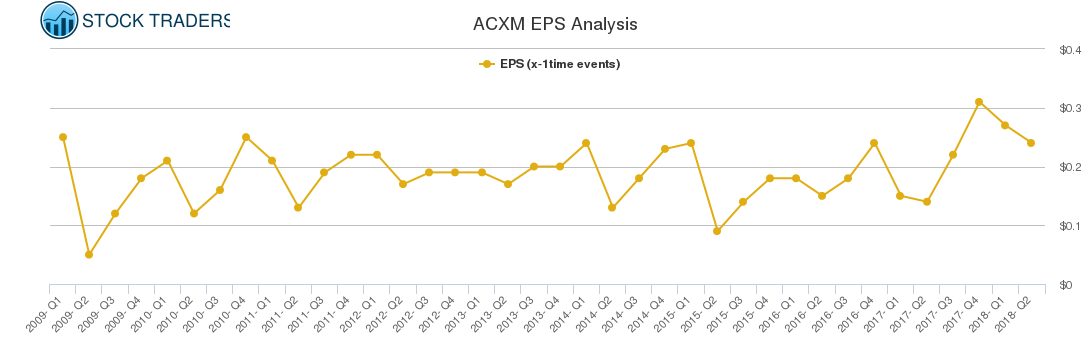 STOCK TRADERS
ACXM EPS Analysis
EPS (x-1time events)
$0.4
$0.3
$0.2
$0.1
$0
2009-Q1
2009-Q2
2009-Q3
2009-Q4
2010-Q1
2010-Q2
2010-Q3
2010-Q4
2011-Q1
2011-Q2
2011-Q3
2011-Q4
2012-Q1
2012-Q2
2012-Q3
2012-Q4
2013-Q1
2013-Q2
2013-Q3
2013-Q4
2014-Q1
2014-Q2
2014-Q3
2014-Q4
2015-Q1
2015-Q2
2015-Q3
2015-Q4
2016-Q1
2016-Q2
2016-Q3
2016-Q4
2017-Q1
2017-Q2
2017-Q3
2017-Q4
2018-Q1
2018-Q2